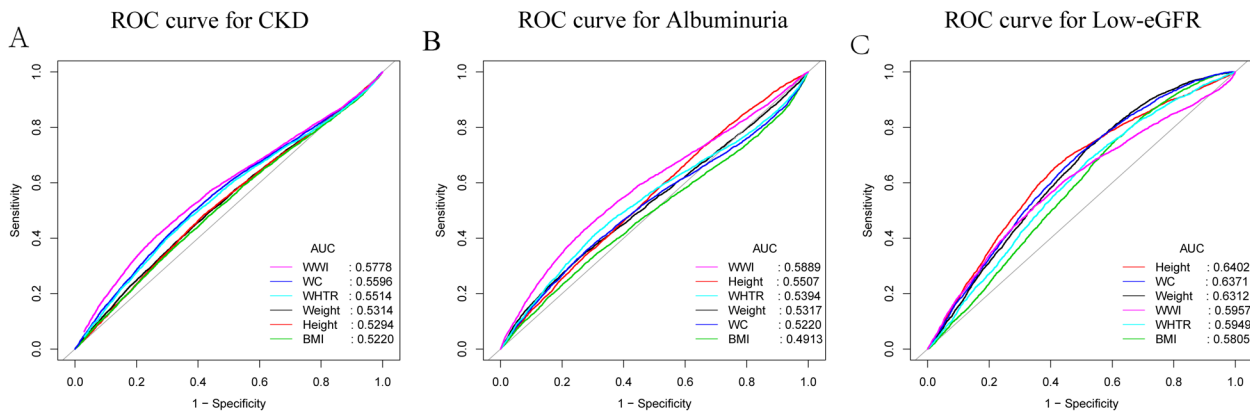 ROC curve for CKD
A
Sensitivity
1.0
0.8
0.6
0.4
0.2
0.0
AUC
WWI : 0.5778
WC : 0.5596
WHTR : 0.5514
Weight : 0.5314
Height : 0.5294
BMI : 0.5220
0.0 0.2 0.4 0.6 0.8 1.0
1 − Specificity
ROC curve for Albuminuria
B
Sensitivity
1.0
0.8
0.6
0.4
0.2
0.0
AUC
WWI : 0.5889
Height : 0.5507
WHTR : 0.5394
Weight : 0.5317
WC : 0.5220
BMI : 0.4913
0.0 0.2 0.4 0.6 0.8 1.0
1 − Specificity
ROC curve for Low-eGFR
C
Sensitivity
1.0
0.8
0.6
0.4
0.2
0.0
AUC
Height : 0.6402
WC : 0.6371
Weight : 0.6312
WWI : 0.5957
WHTR : 0.5949
BMI : 0.5805
0.0 0.2 0.4 0.6 0.8 1.0
1 − Specificity